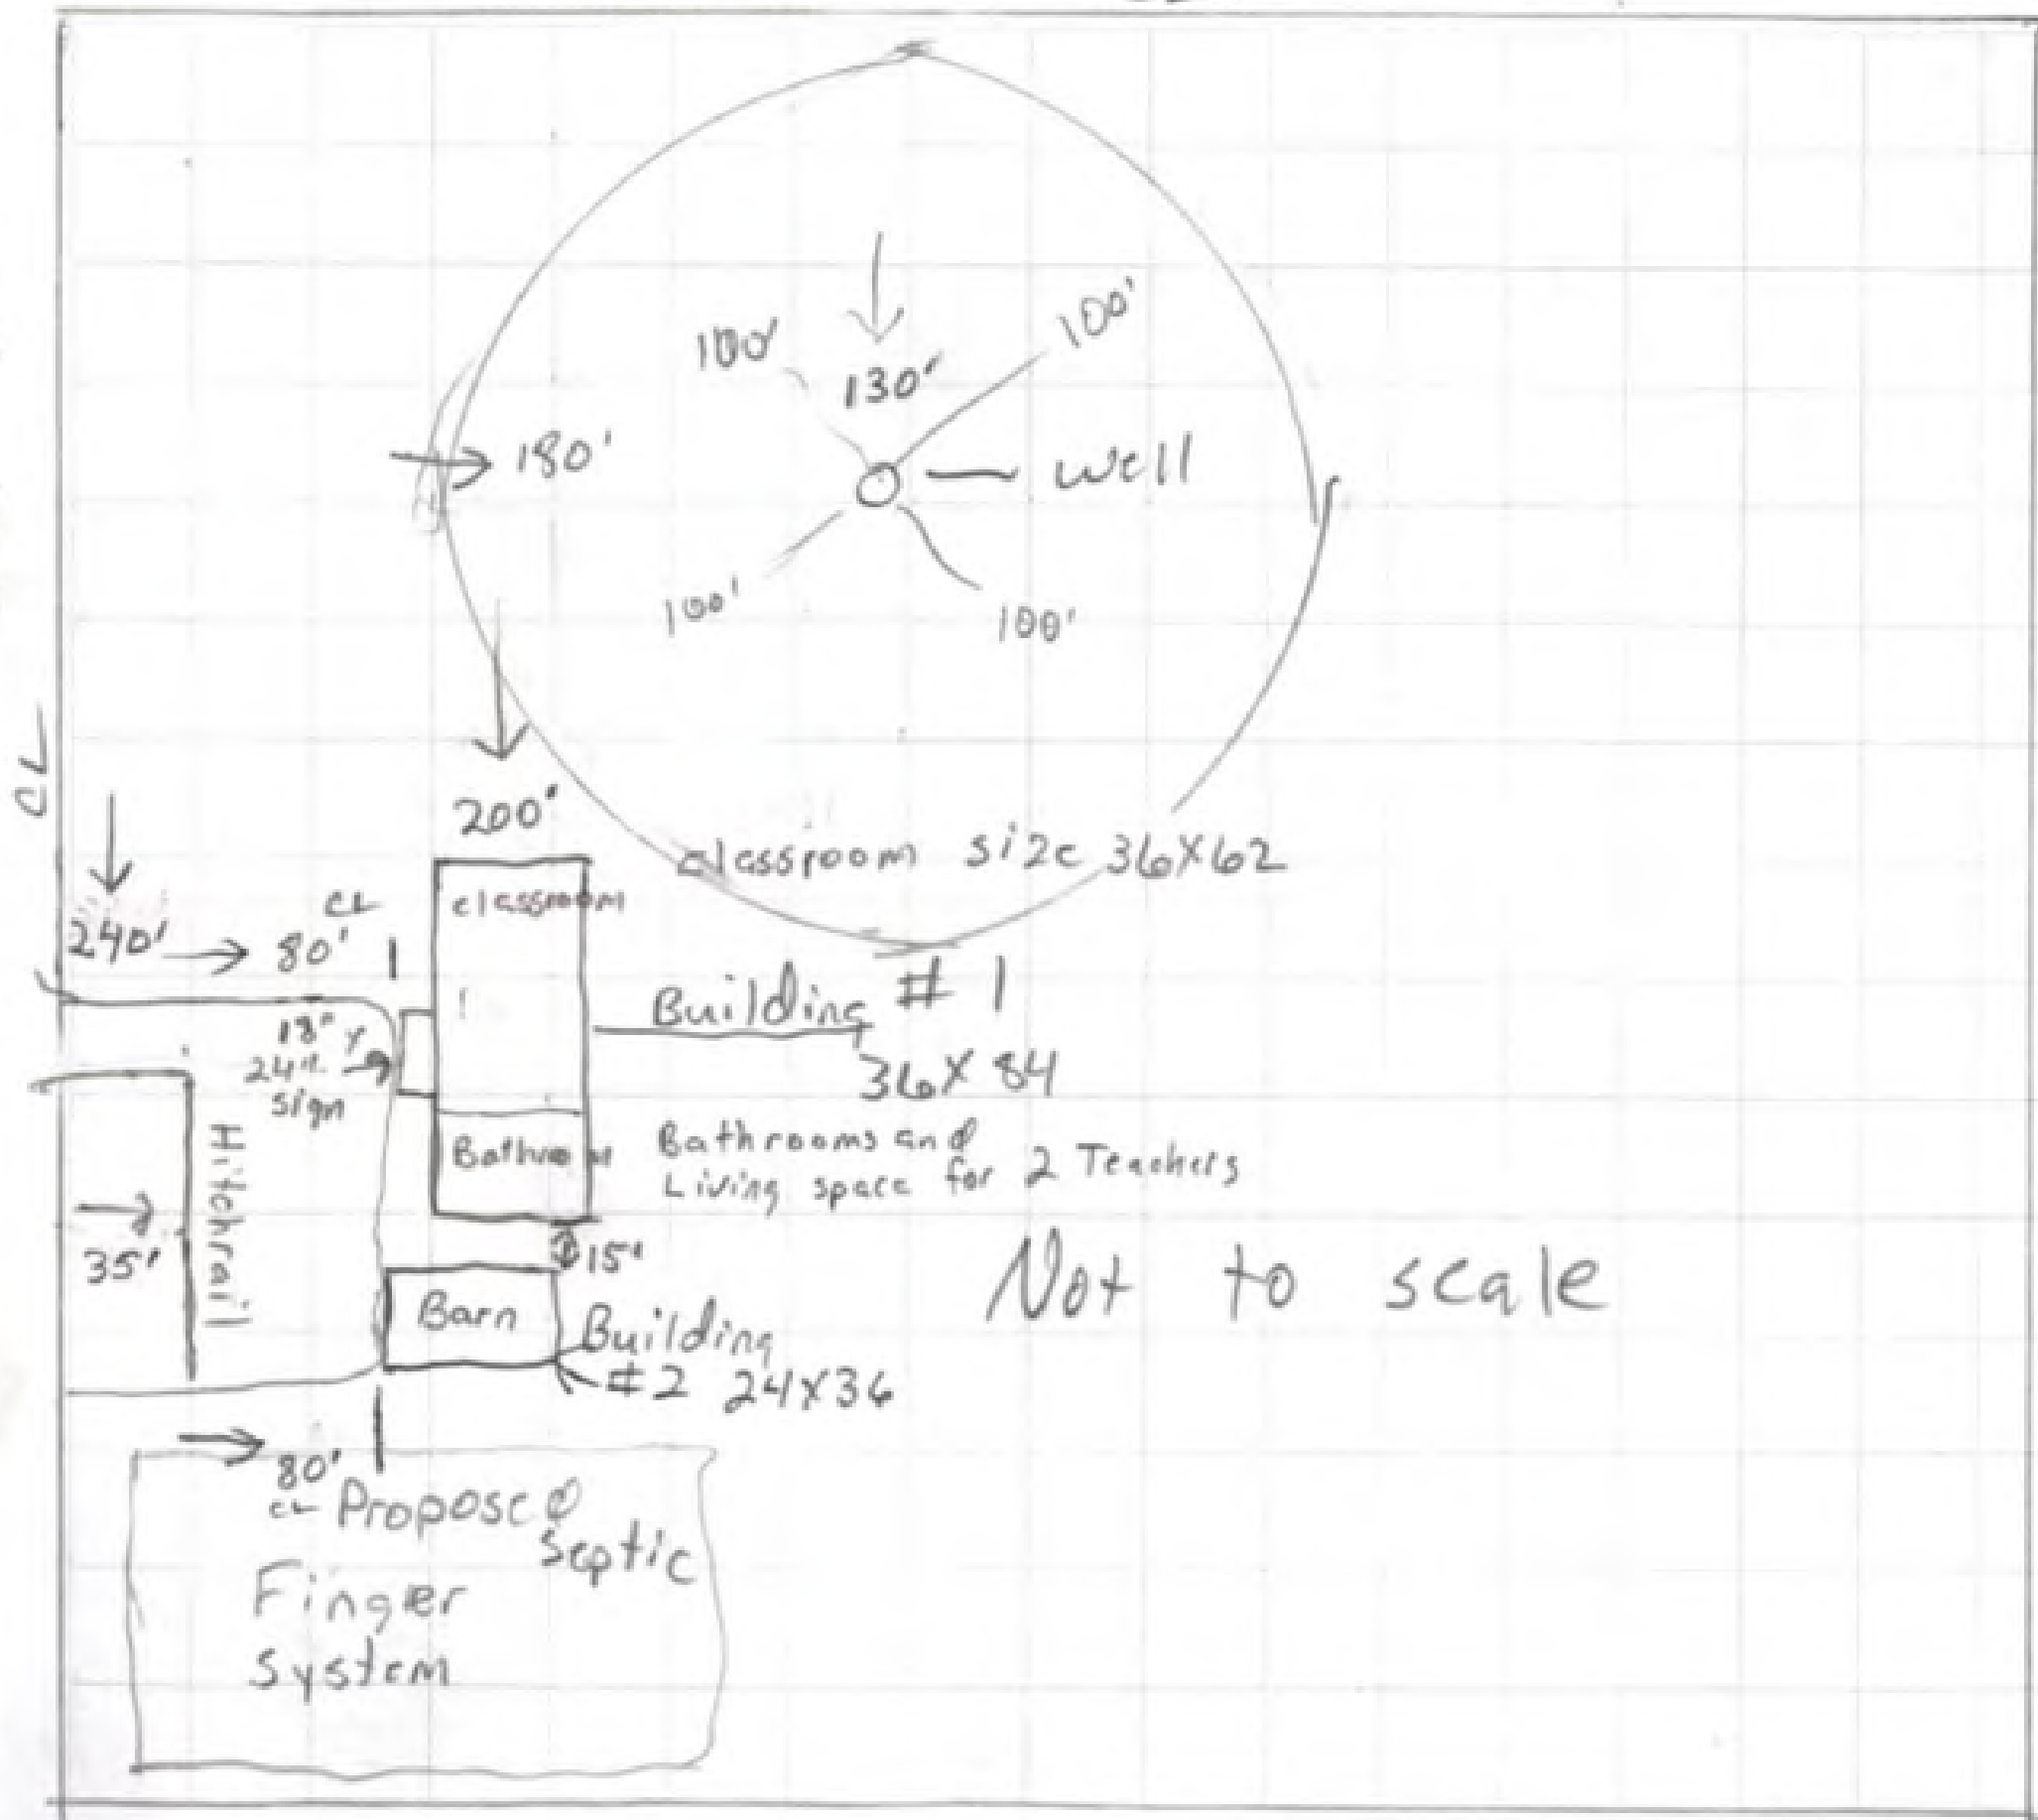 100'
100'
130'
180'
well
100'
100'
CL
200'
classroom size 36X62
classroom
CL
240'
80'
Building # 1
36X84
18" x
24"
sign
Hitchrail
Bathroom
Bathrooms and
Living space for 2 Teachers
35'
15'
Not to scale
Barn
Building
#2 24X36
80'
CL
Proposed
Septic
Finger
System